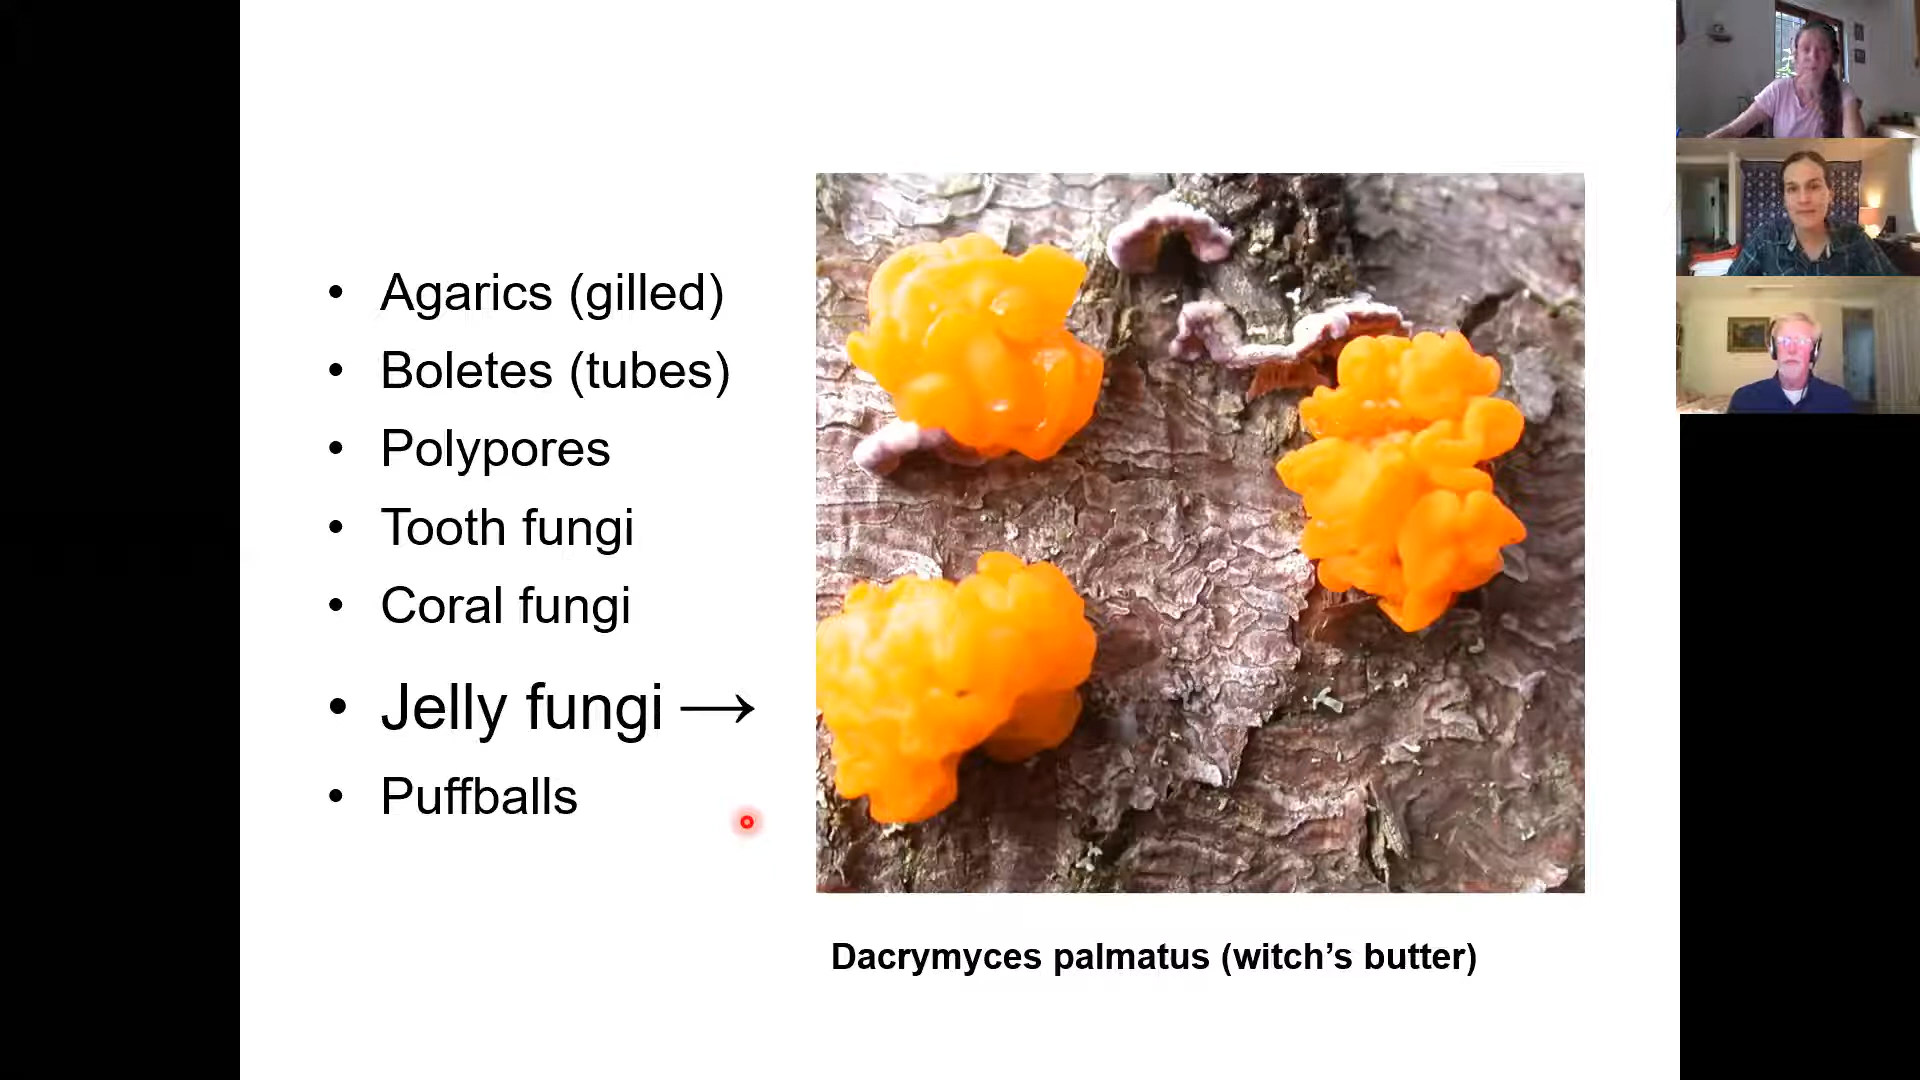 • Agarics (gilled)
• Boletes (tubes)
• Polypores
• Tooth fungi
• Coral fungi
• Jelly fungi →
• Puffballs
Dacrymyces palmatus (witch’s butter)